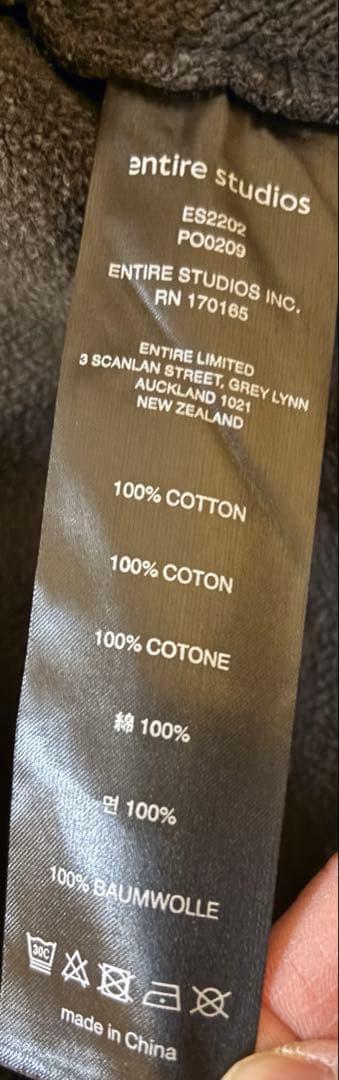 entire studios
ES2202
PO0209
ENTIRE STUDIOS INC.
RN 170165
ENTIRE LIMITED
3 SCANLAN STREET, GREY LYNN
AUCKLAND 1021
NEW ZEALAND
100% COTTON
100% COTON
100% COTONE
綿 100%
면 100%
100% BAUMWOLLE
30C
made in China